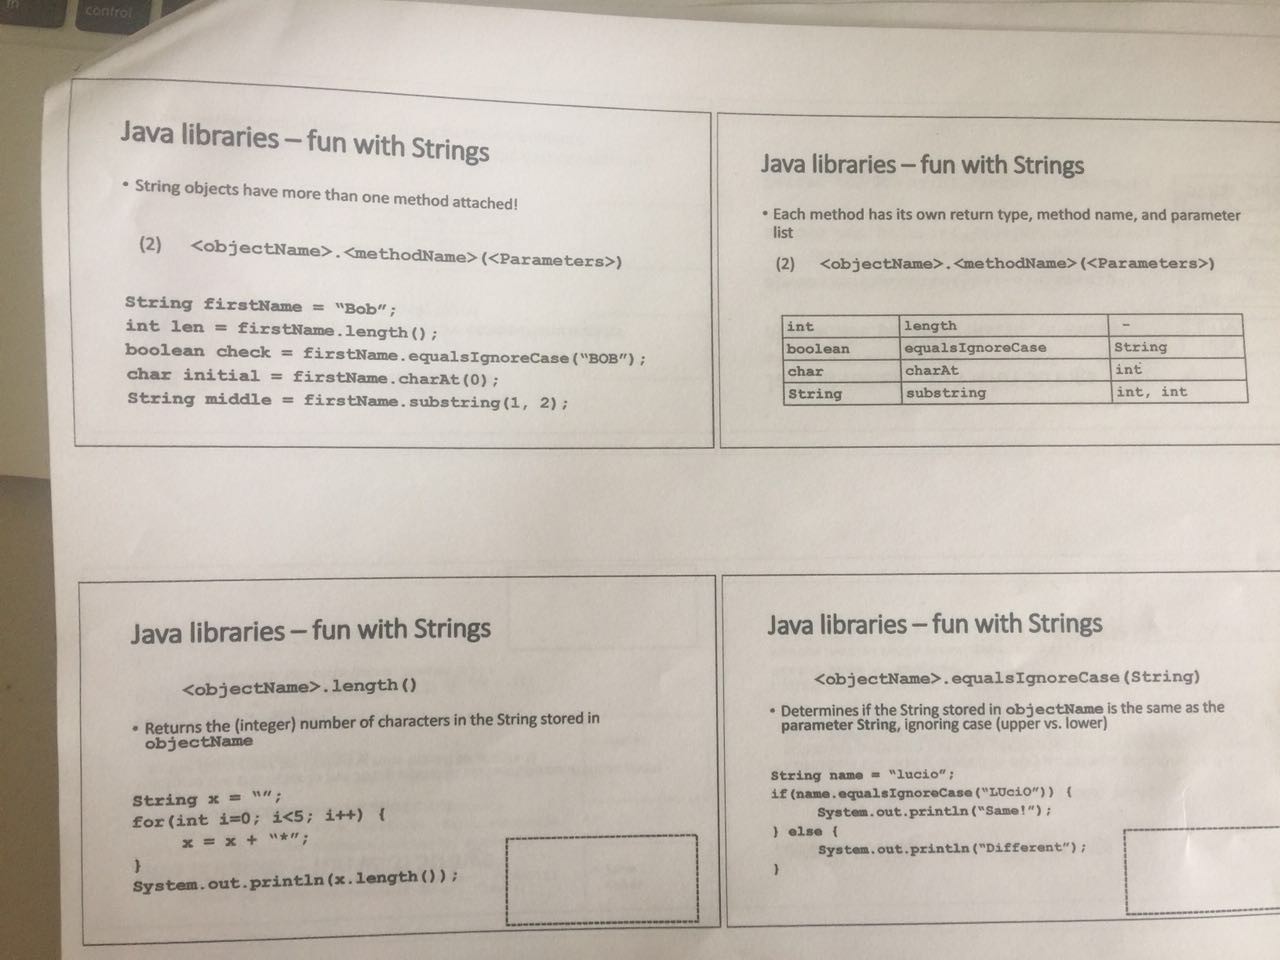 control
Java libraries – fun with Strings
• String objects have more than one method attached!
(2) <objectName>.<methodName>(<Parameters>)
String firstName = “Bob”;
int len = firstName.length();
boolean check = firstName.equalsIgnoreCase(“BOB”);
char initial = firstName.charAt(0);
String middle = firstName.substring(1, 2);
Java libraries – fun with Strings
• Each method has its own return type, method name, and parameter
list
(2) <objectName>.<methodName>(<Parameters>)
int length -
boolean equalsIgnoreCase String
char charAt int
String substring int, int
Java libraries – fun with Strings
<objectName>.length()
• Returns the (integer) number of characters in the String stored in
objectName
String x = “”;
for(int i=0; i<5; i++) {
x = x + “*”;
}
System.out.println(x.length());
Java libraries – fun with Strings
<objectName>.equalsIgnoreCase(String)
• Determines if the String stored in objectName is the same as the
parameter String, ignoring case (upper vs. lower)
String name = “lucio”;
if(name.equalsIgnoreCase(“LUciO”)) {
System.out.println(“Same!”);
} else {
System.out.println(“Different”);
}